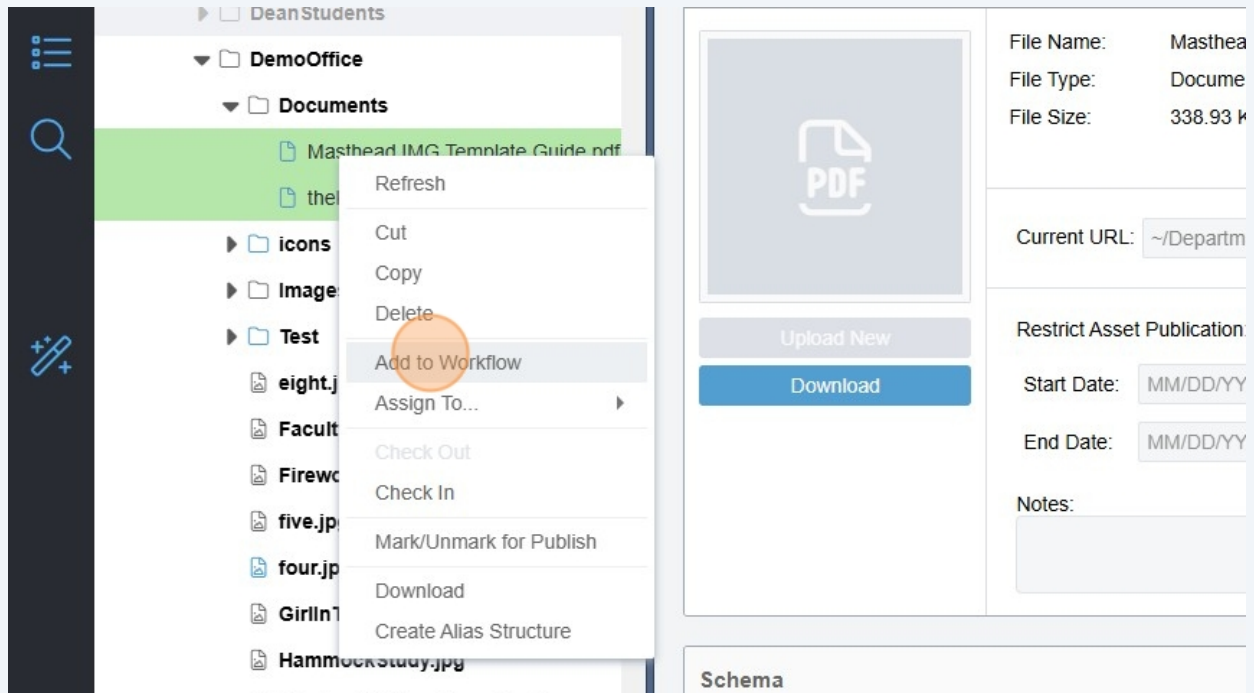 DeanStudents
DemoOffice
Documents
Masthead IMG Template Guide.pdf
icons
Test
eight.j
Facult
Firewo
five.jp
four.jp
HammockStudy.jpg
Refresh
Cut
Copy
Delete
Add to Workflow
Assign To...
Check Out
Check In
Mark/Unmark for Publish
Download
Create Alias Structure
PDF
Upload New
Download
File Name: Masthea
File Type: Docume
File Size: 338.93 K
Current URL: ~/Departm
Restrict Asset Publication:
Start Date: MM/DD/YY
End Date: MM/DD/YY
Notes:
Schema